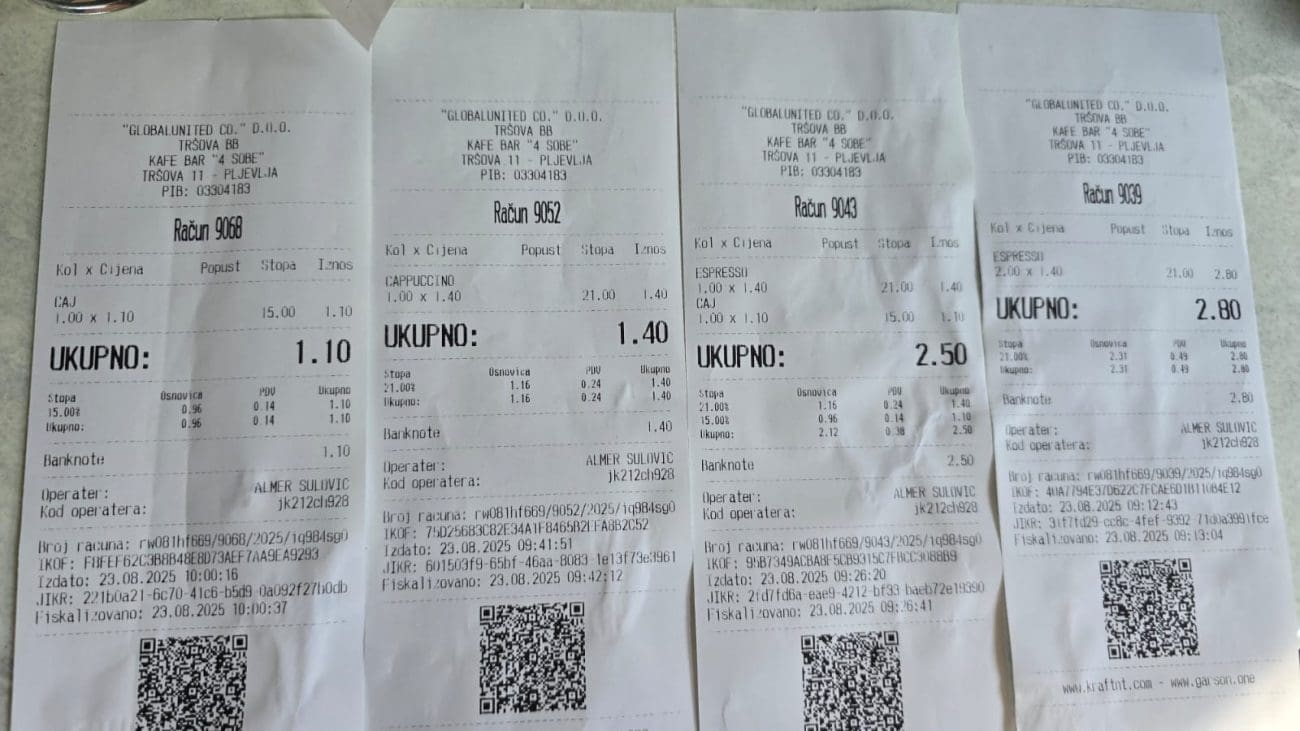 "GLOBALUNITED CO." D.O.O.
TRŠOVA BB
KAFE BAR "4 SOBE"
TRŠOVA 11 - PLJEVLJA
PIB: 03304183
Račun 9068
Kol x Cijena Popust Stopa Iznos
ČAJ
1.00 x 1.10 15.00 1.10
UKUPNO: 1.10
Stopa Osnovica PDV Ukupno
15.00% 0.96 0.14 1.10
Ukupno: 0.96 0.14 1.10
Banknote 1.10
Operater: ALMER SULOVIC
Kod operatera: jk212ch928
Broj racuna: rw081hf669/9068/2025/iq984sg0
IKOF:
Izdato: 23.08.2025 10:00:16
JIKR: 221b0a21-6c70-41c6-b5d9-0a092f27b0db
Fiskalizovano: 23.08.2025 10:00:37
"GLOBALUNITED CO." D.O.O.
TRŠOVA BB
KAFE BAR "4 SOBE"
TRŠOVA 11 - PLJEVLJA
PIB: 03304183
Račun 9052
Kol x Cijena Popust Stopa Iznos
CAPPUCCINO
1.00 x 1.40 21.00 1.40
UKUPNO: 1.40
Stopa Osnovica PDV Ukupno
21.00% 1.16 0.24 1.40
Ukupno: 1.16 0.24 1.40
Banknote 1.40
Operater: ALMER SULOVIC
Kod operatera: jk212ch928
Broj racuna: rw081hf669/9052/2025/iq984sg0
IKOF:
Izdato: 23.08.2025 09:41:51
JIKR: 601503f9-65bf-46aa-8083-1e13f73e3961
Fiskalizovano: 23.08.2025 09:42:12
"GLOBALUNITED CO." D.O.O.
TRŠOVA BB
KAFE BAR "4 SOBE"
TRŠOVA 11 - PLJEVLJA
PIB: 03304183
Račun 9043
Kol x Cijena Popust Stopa Iznos
ESPRESSO
1.00 x 1.40 21.00 1.40
ČAJ
1.00 x 1.10 15.00 1.10
UKUPNO: 2.50
Stopa Osnovica PDV Ukupno
21.00% 1.16 0.24 1.40
15.00% 0.96 0.14 1.10
Ukupno: 2.12 0.38 2.50
Banknote 2.50
Operater: ALMER SULOVIC
Kod operatera: jk212ch928
Broj racuna: rw081hf669/9043/2025/iq984sg0
IKOF:
Izdato: 23.08.2025 09:26:20
JIKR: 2fd7fd6a-eae9-4212-bf33-baeb72e19390
Fiskalizovano: 23.08.2025 09:26:41
"GLOBALUNITED CO." D.O.O.
TRŠOVA BB
KAFE BAR "4 SOBE"
TRŠOVA 11 - PLJEVLJA
PIB: 03304183
Račun 9039
Kol x Cijena Popust Stopa Iznos
ESPRESSO
2.00 x 1.40 21.00 2.80
UKUPNO: 2.80
Stopa Osnovica PDV Ukupno
21.00% 2.31 0.49 2.80
Ukupno: 2.31 0.49 2.80
Banknote 2.80
Operater: ALMER SULOVIC
Kod operatera: jk212ch928
Broj racuna: rw081hf669/9039/2025/iq984sg0
IKOF:
Izdato: 23.08.2025 09:12:43
JIKR:
Fiskalizovano: 23.08.2025 09:13:04
www.kraftnt.com - www.garson.one